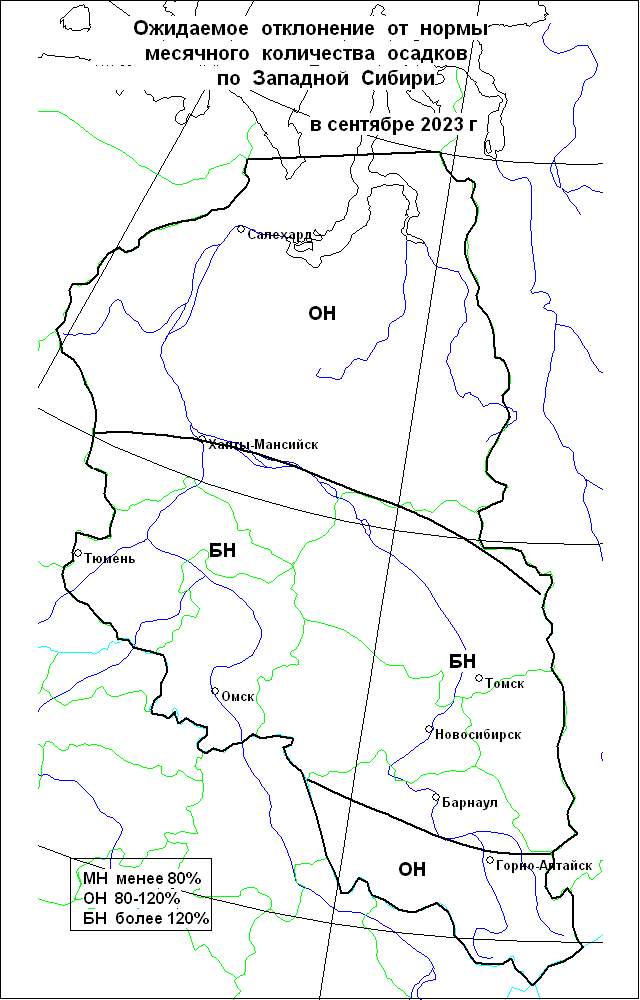 Ожидаемое отклонение от нормы
месячного количества осадков
по Западной Сибири
в сентябре 2023 г
Салехард
ОН
Ханты-Мансийск
БН
Тюмень
БН
Томск
Омск
Новосибирск
Барнаул
Горно-Алтайск
ОН
МН менее 80%
ОН 80-120%
БН более 120%